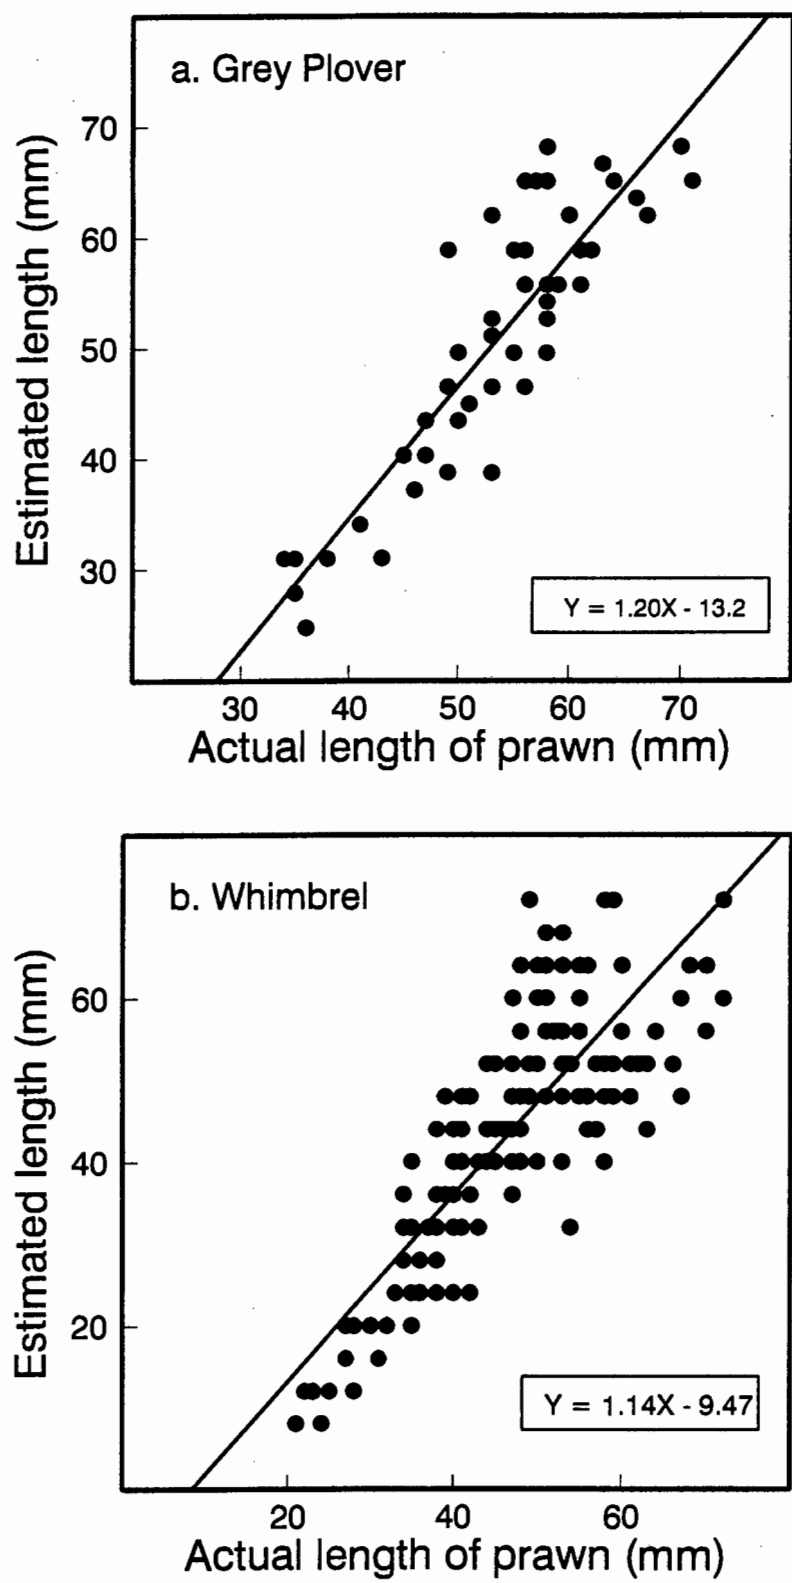 a. Grey Plover
Estimated length (mm)
70
60
50
40
30
Y = 1.20X - 13.2
30 40 50 60 70
Actual length of prawn (mm)
b. Whimbrel
Estimated length (mm)
60
40
20
Y = 1.14X - 9.47
20 40 60
Actual length of prawn (mm)